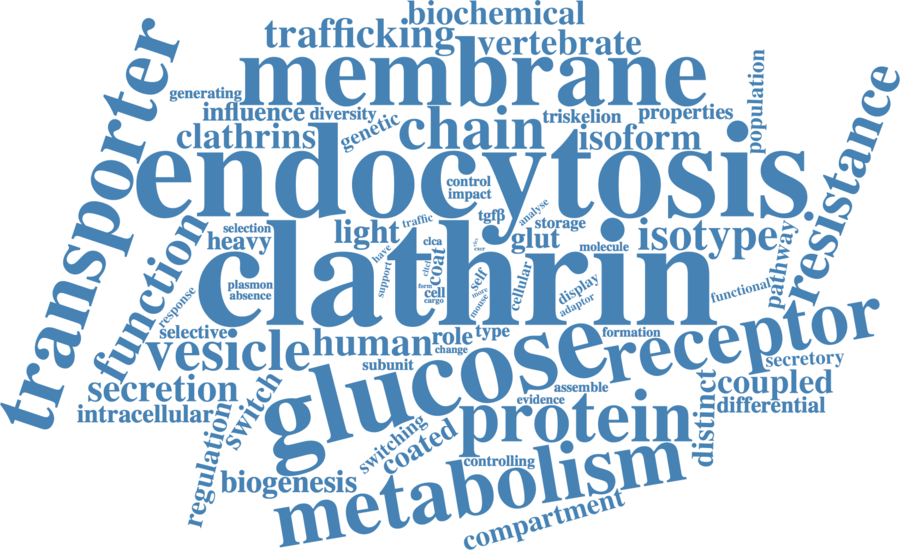 biochemical
trafficking
vertebrate
membrane
transporter
generating
influence
diversity
genetic
clathrins
chain
triskelion
properties
isoform
population
resistance
endocytosis
control
impact
tgfβ
analyse
storage
selection
heavy
light
traffic
clca
coat
glut
molecule
isotype
pathway
function
clathrin
have
support
self
cellular
display
adaptor
functional
plasmon
absence
form
cell
cargo
more
mouse
response
selective
vesicle
human
role
type
change
formation
receptor
secretory
subunit
glucose
secretion
intracellular
switch
assemble
evidence
coupled
differential
distinct
protein
regulation
switching
coated
controlling
biogenesis
metabolism
compartment